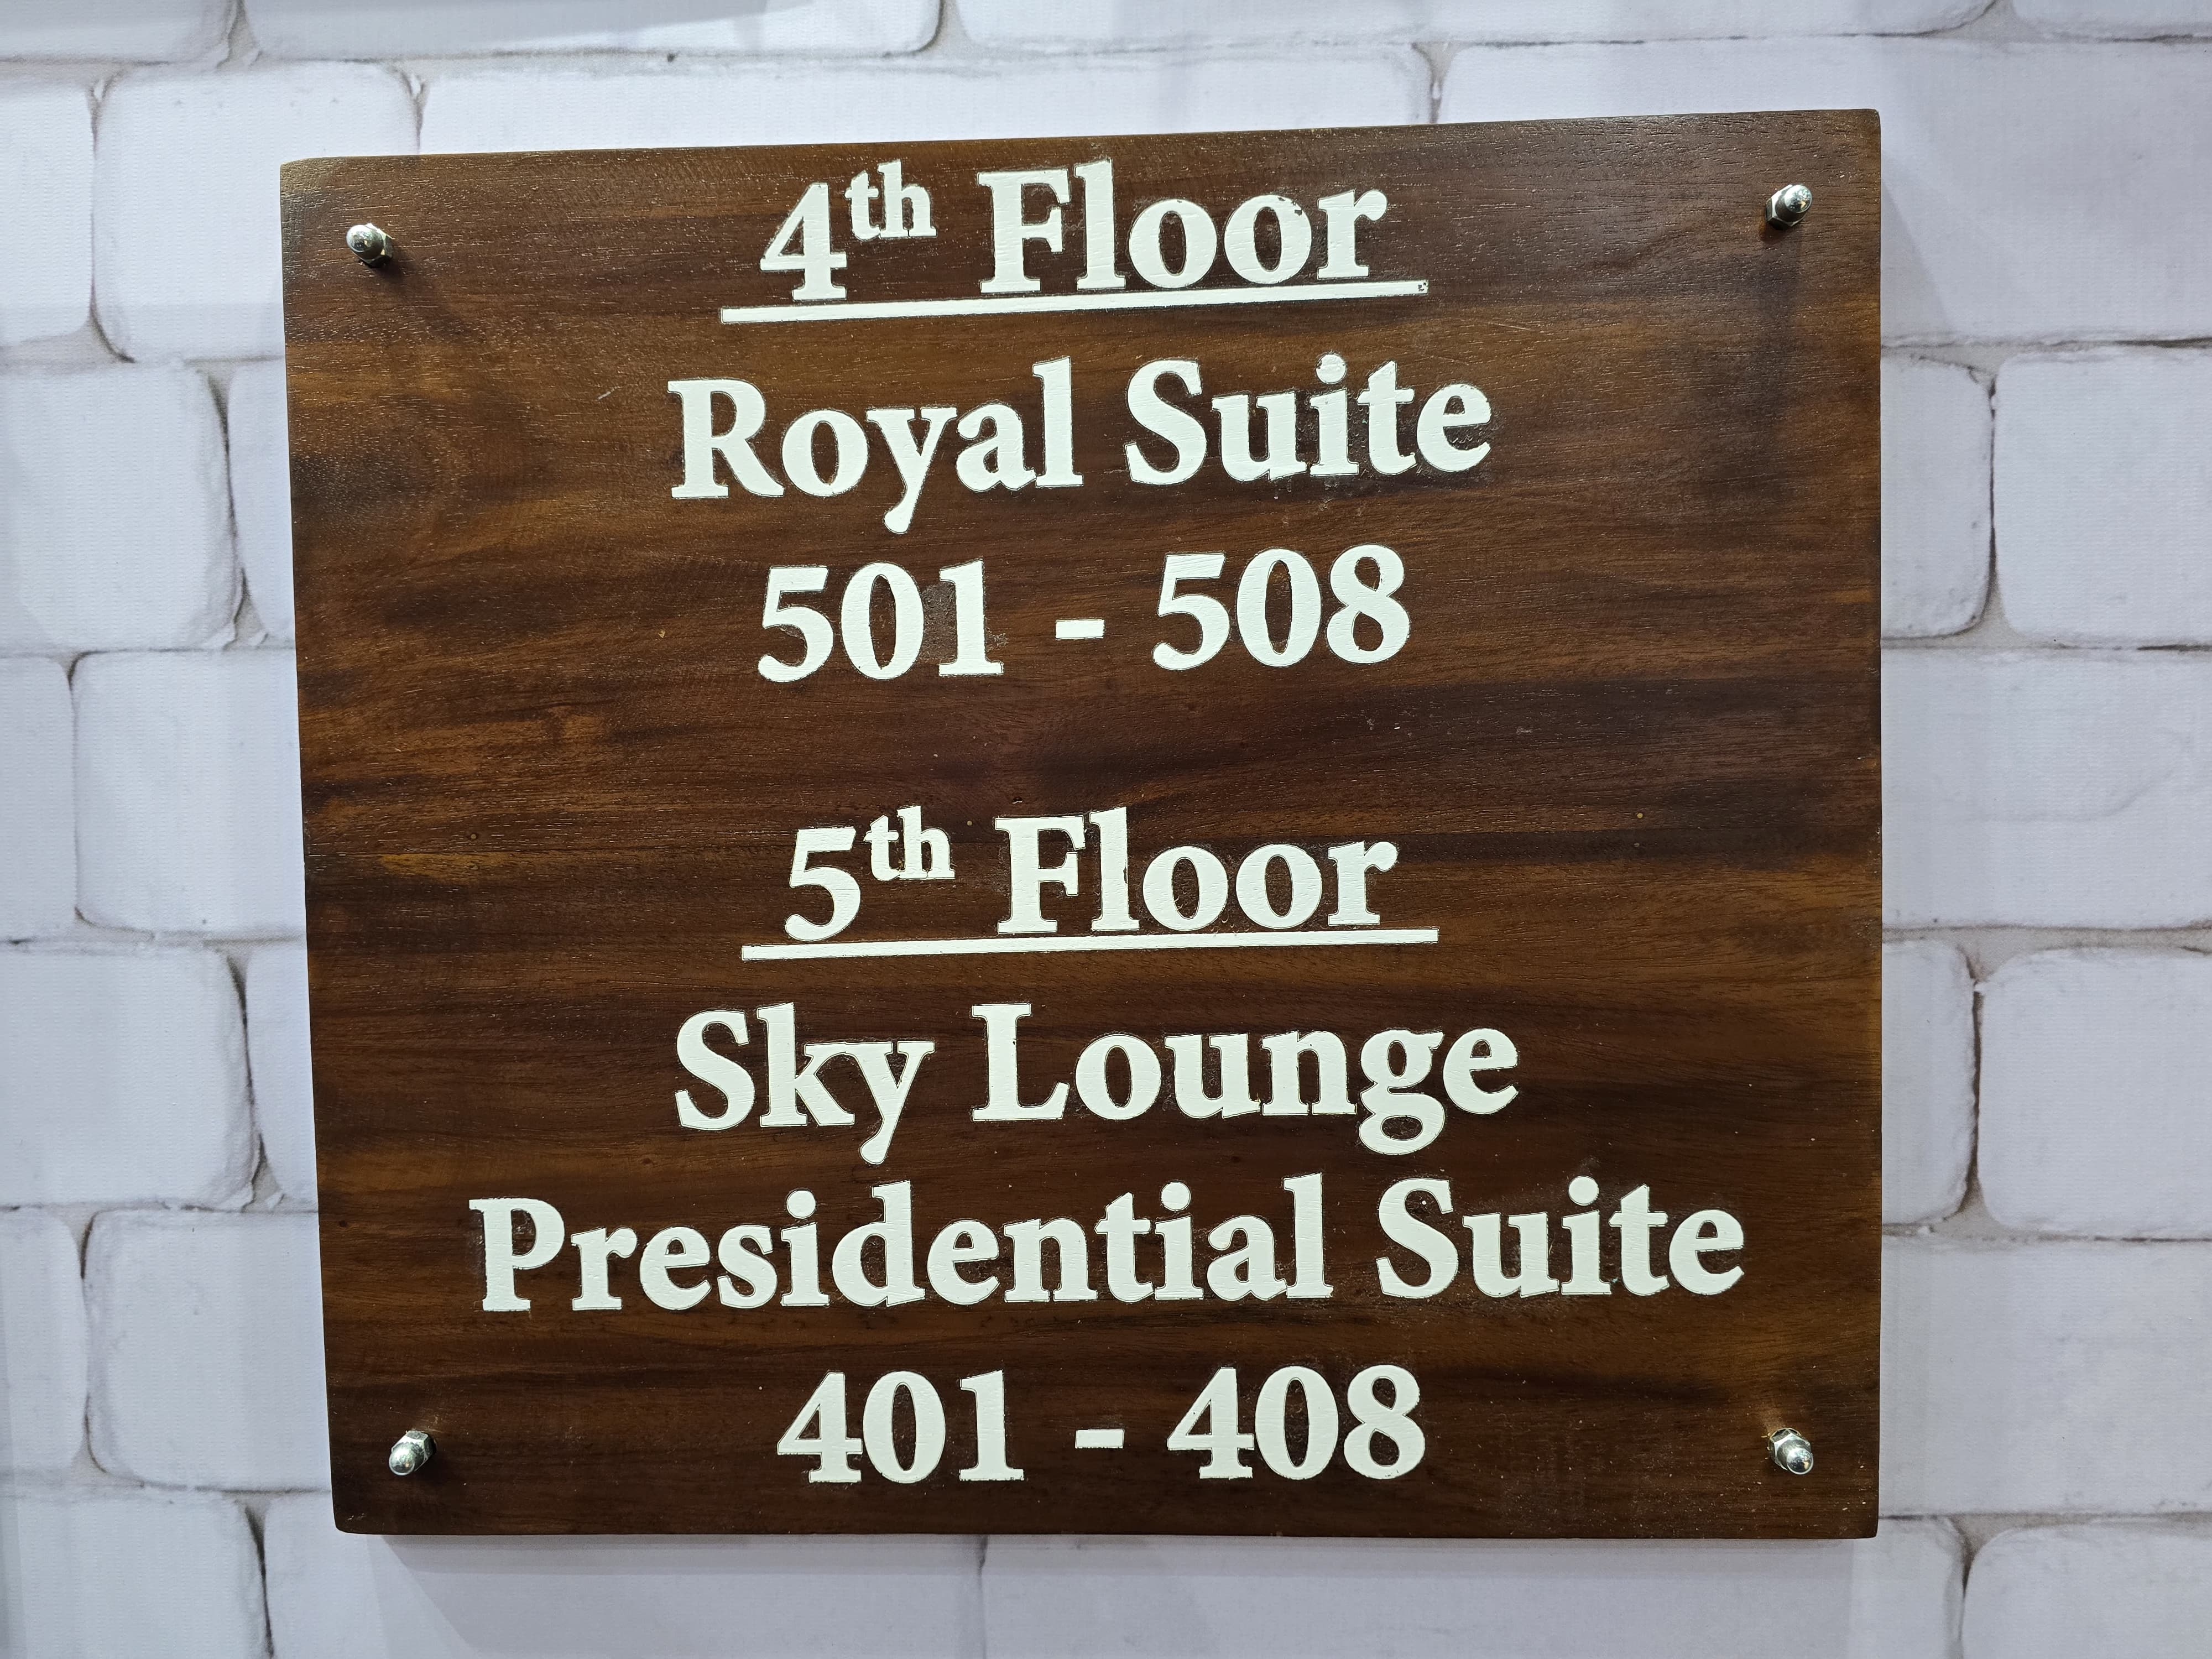 4th Floor
Royal Suite
501 - 508
5th Floor
Sky Lounge
Presidential Suite
401 - 408